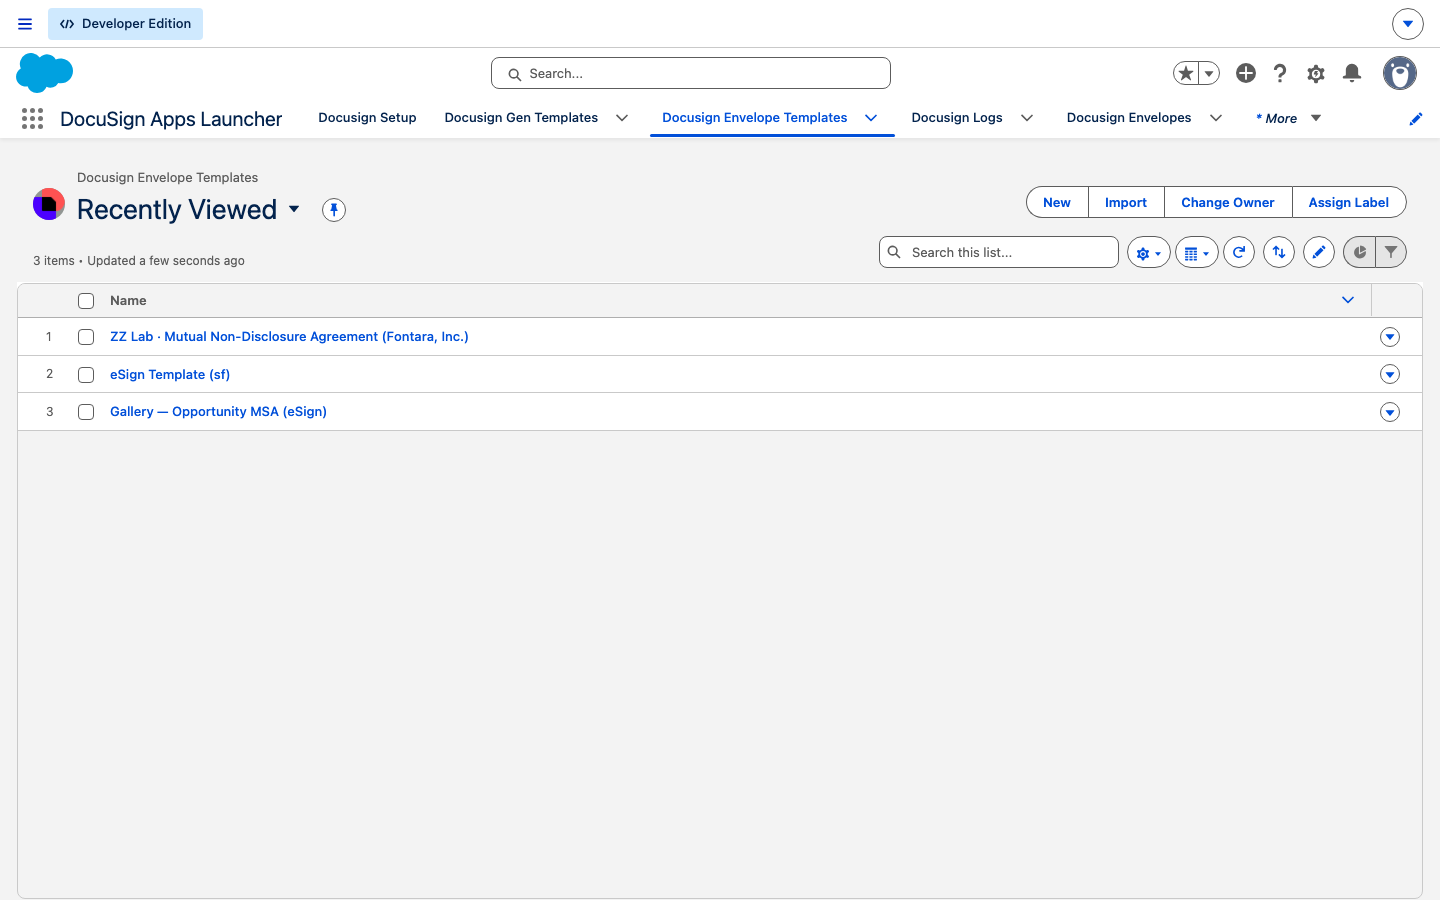 Developer Edition
Search...
DocuSign Apps Launcher
Docusign Setup
Docusign Gen Templates
Docusign Envelope Templates
Docusign Logs
Docusign Envelopes
* More
Docusign Envelope Templates
Recently Viewed
New
Import
Change Owner
Assign Label
3 items • Updated a few seconds ago
Search this list...
Name
1 ZZ Lab · Mutual Non-Disclosure Agreement (Fontara, Inc.)
2 eSign Template (sf)
3 Gallery — Opportunity MSA (eSign)